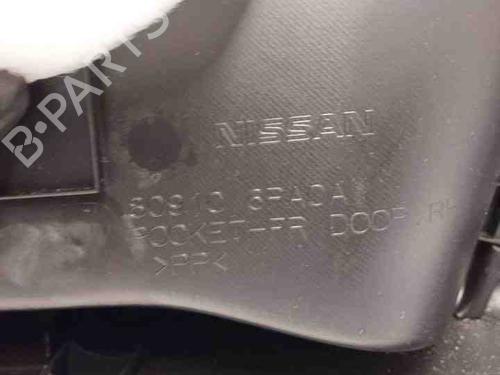 B-PARTS
NISSAN
80910 6RA0A
POCKET-FR DOOR, RH
>PP<